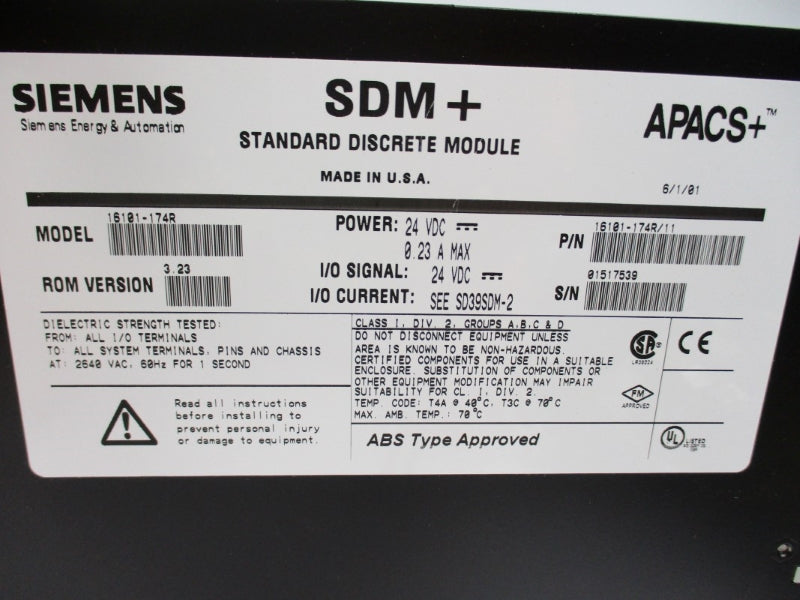 SIEMENS
Siemens Energy & Automation
SDM+
STANDARD DISCRETE MODULE
MADE IN U.S.A.
APACS+™
6/1/01
MODEL 16101-174R
ROM VERSION 3.23
POWER: 24 VDC
0.23 A MAX
I/O SIGNAL: 24 VDC
I/O CURRENT: SEE SD39SDM-2
P/N 16101-174R/11
S/N 01517539
DIELECTRIC STRENGTH TESTED:
FROM: ALL I/O TERMINALS
TO: ALL SYSTEM TERMINALS, PINS AND CHASSIS
AT: 2640 VAC, 60Hz FOR 1 SECOND
Read all instructions
before installing to
prevent personal injury
or damage to equipment.
CLASS I, DIV. 2, GROUPS A,B,C & D
DO NOT DISCONNECT EQUIPMENT UNLESS
AREA IS KNOWN TO BE NON-HAZARDOUS.
CERTIFIED COMPONENTS FOR USE IN A SUITABLE
ENCLOSURE. SUBSTITUTION OF COMPONENTS OR
OTHER EQUIPMENT MODIFICATION MAY IMPAIR
SUITABILITY FOR CL. I, DIV. 2.
TEMP. CODE: T4A @ 40°C, T3C @ 70°C
MAX. AMB. TEMP.: 70°C
ABS Type Approved
SA
CE
FM
APPROVED
UL LISTED